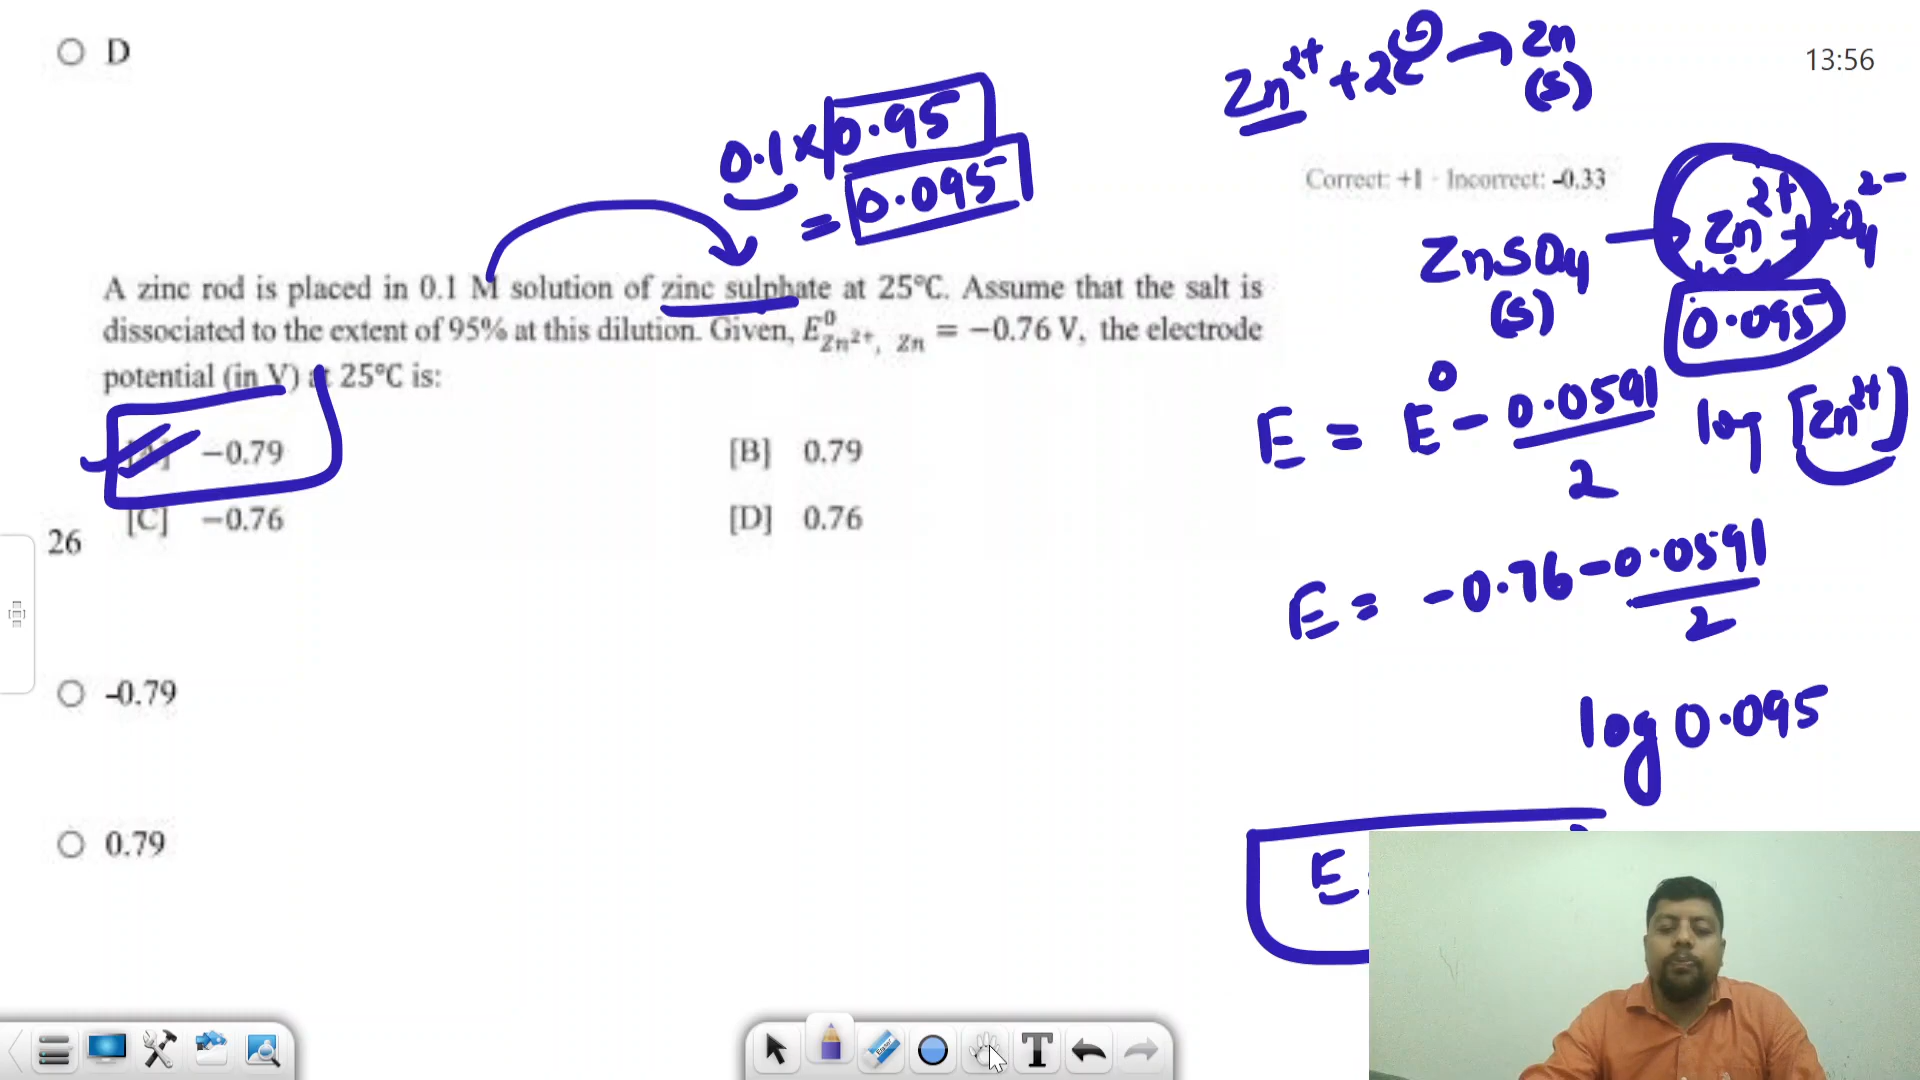 D
13:56
Zn²⁺ + 2e⊖ → Zn
(s)
0.1 × 0.95
= 0.095
Correct: +1 · Incorrect: -0.33
ZnSO₄ → Zn²⁺ + SO₄²⁻
(s)
0.095
A zinc rod is placed in 0.1 M solution of zinc sulphate at 25°C. Assume that the salt is
dissociated to the extent of 95% at this dilution. Given, E⁰Zn²⁺, Zn = −0.76 V, the electrode
potential (in V) at 25°C is:
E = E⁰ − 0.0591/2 log [Zn²⁺]
[A] −0.79
[B] 0.79
[C] −0.76
[D] 0.76
26
E = -0.76 - 0.0591/2
log 0.095
-0.79
0.79
E
Eraser
T